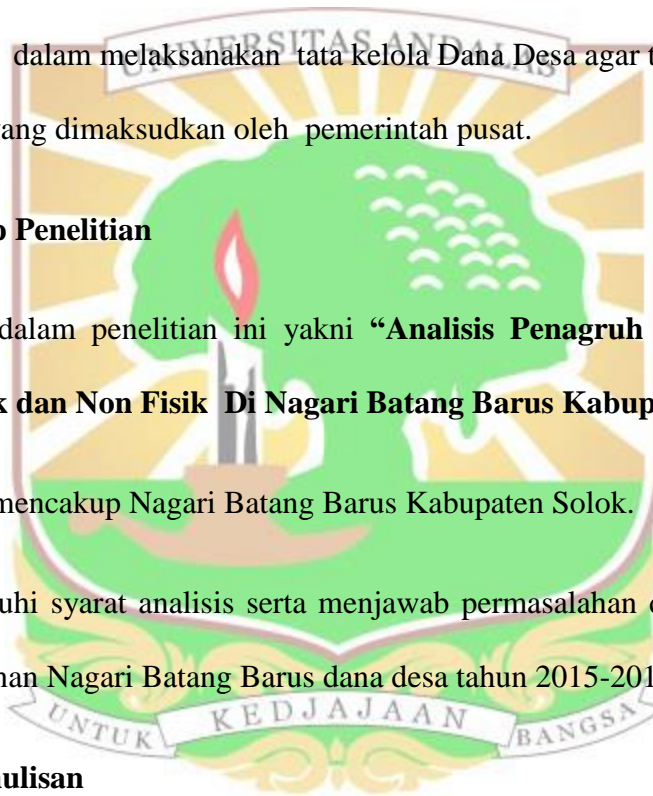 UNIVERSITAS ANDALAS
dalam melaksanakan tata kelola Dana Desa agar t
ang dimaksudkan oleh pemerintah pusat.
Penelitian
dalam penelitian ini yakni “Analisis Penagruh
k dan Non Fisik Di Nagari Batang Barus Kabup
mencakup Nagari Batang Barus Kabupaten Solok.
uhi syarat analisis serta menjawab permasalahan
nan Nagari Batang Barus dana desa tahun 2015-201
UNTUK KEDJAJAAN BANGSA
ulisan